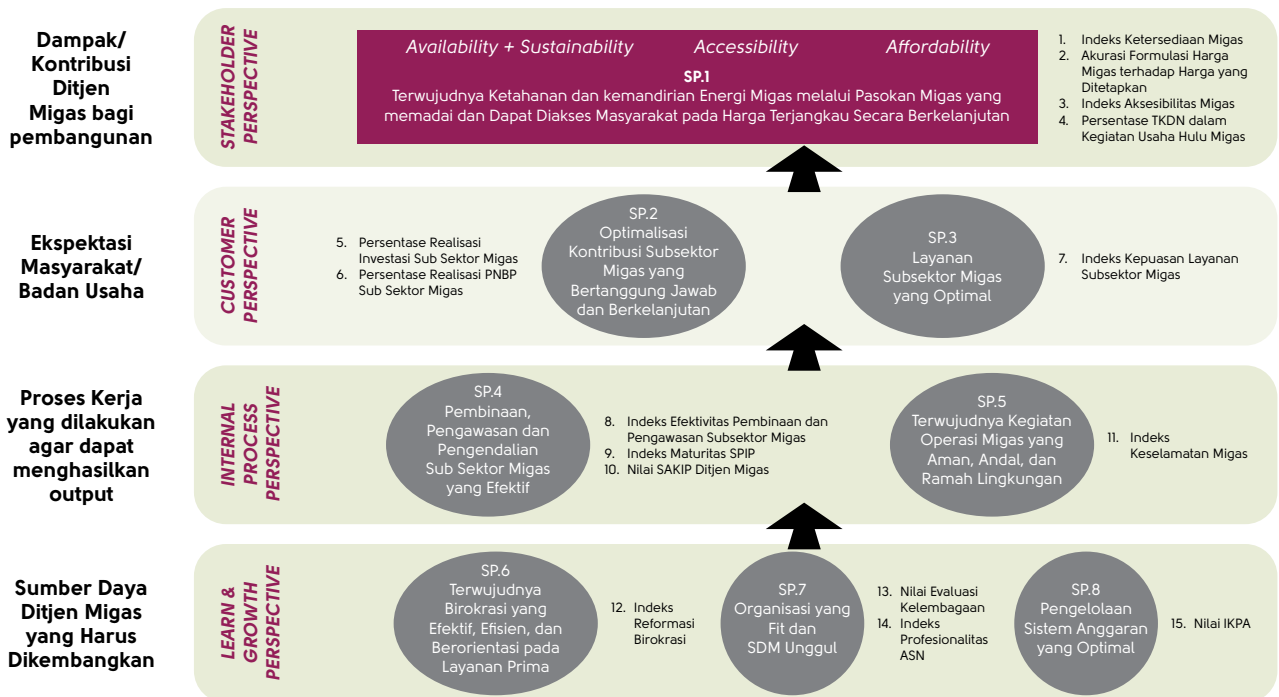 Dampak/
Kontribusi
Ditjen
Migas bagi
pembangunan
STAKEHOLDER
PERSPECTIVE
Availability + Sustainability Accessibility Affordability
SP.1
Terwujudnya Ketahanan dan kemandirian Energi Migas melalui Pasokan Migas yang
memadai dan Dapat Diakses Masyarakat pada Harga Terjangkau Secara Berkelanjutan
1. Indeks Ketersediaan Migas
2. Akurasi Formulasi Harga
Migas terhadap Harga yang
Ditetapkan
3. Indeks Aksesibilitas Migas
4. Persentase TKDN dalam
Kegiatan Usaha Hulu Migas
Ekspektasi
Masyarakat/
Badan Usaha
CUSTOMER
PERSPECTIVE
5. Persentase Realisasi
Investasi Sub Sektor Migas
6. Persentase Realisasi PNBP
Sub Sektor Migas
SP.2
Optimalisasi
Kontribusi Subsektor
Migas yang
Bertanggung Jawab
dan Berkelanjutan
SP.3
Layanan
Subsektor Migas
yang Optimal
7. Indeks Kepuasan Layanan
Subsektor Migas
Proses Kerja
yang dilakukan
agar dapat
menghasilkan
output
INTERNAL
PROCESS
PERSPECTIVE
SP.4
Pembinaan,
Pengawasan dan
Pengendalian
Sub Sektor Migas
yang Efektif
8. Indeks Efektivitas Pembinaan dan
Pengawasan Subsektor Migas
9. Indeks Maturitas SPIP
10. Nilai SAKIP Ditjen Migas
SP.5
Terwujudnya Kegiatan
Operasi Migas yang
Aman, Andal, dan
Ramah Lingkungan
11. Indeks
Keselamatan Migas
Sumber Daya
Ditjen Migas
yang Harus
Dikembangkan
LEARN &
GROWTH
PERSPECTIVE
SP.6
Terwujudnya
Birokrasi yang
Efektif, Efisien, dan
Berorientasi pada
Layanan Prima
12. Indeks
Reformasi
Birokrasi
SP.7
Organisasi yang
Fit dan
SDM Unggul
13. Nilai Evaluasi
Kelembagaan
14. Indeks
Profesionalitas
ASN
SP.8
Pengelolaan
Sistem Anggaran
yang Optimal
15. Nilai IKPA